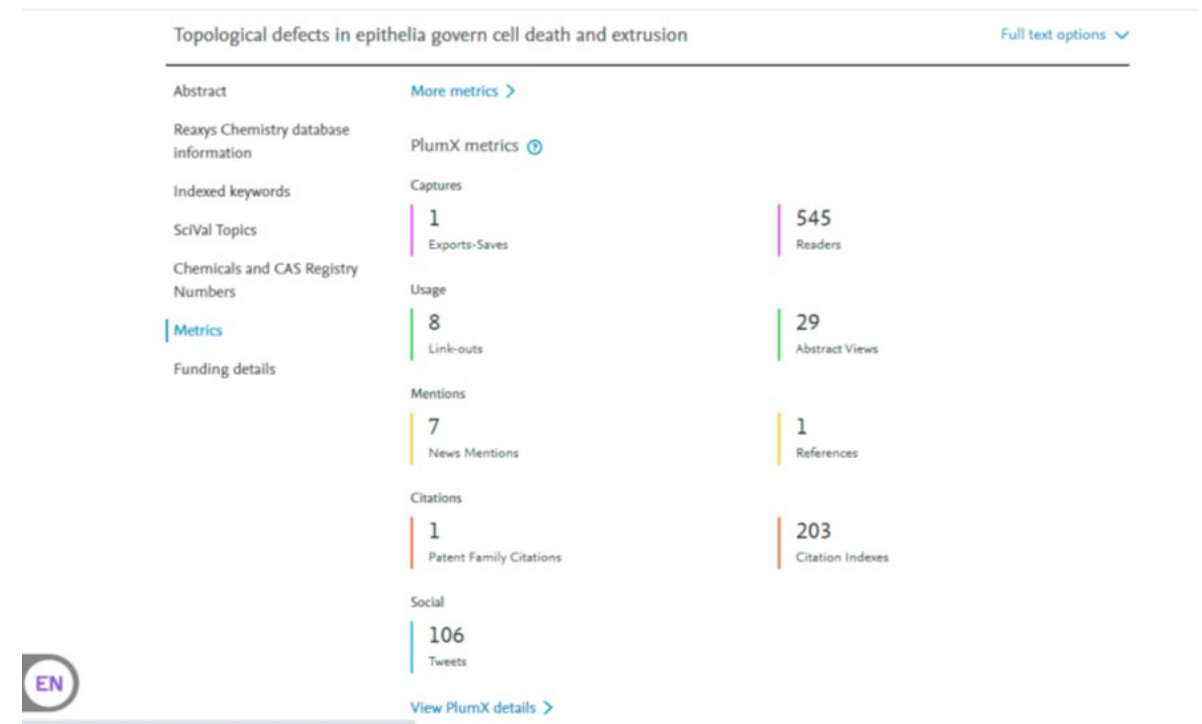 Topological defects in epithelia govern cell death and extrusion
Full text options
Abstract
Reaxys Chemistry database
information
Indexed keywords
SciVal Topics
Chemicals and CAS Registry
Numbers
Metrics
Funding details
More metrics
PlumX metrics ?
Captures
1
Exports-Saves
545
Readers
Usage
8
Link-outs
29
Abstract Views
Mentions
7
News Mentions
1
References
Citations
1
Patent Family Citations
203
Citation Indexes
Social
106
Tweets
View PlumX details
EN